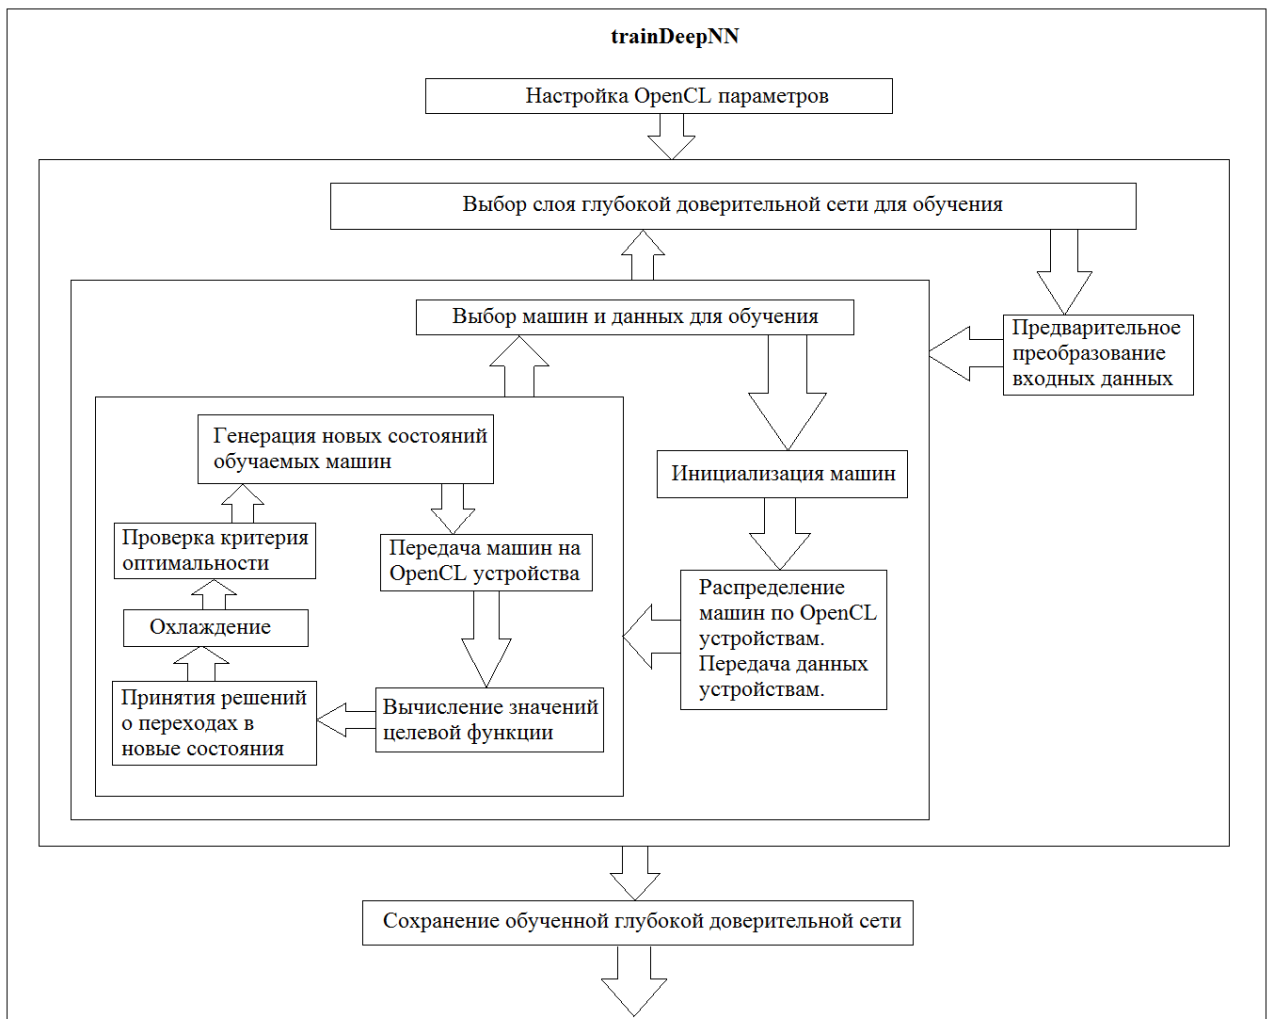 trainDeepNN
Настройка OpenCL параметров
Выбор слоя глубокой доверительной сети для обучения
Выбор машин и данных для обучения
Предварительное
преобразование
входных данных
Генерация новых состояний
обучаемых машин
Инициализация машин
Проверка критерия
оптимальности
Передача машин на
OpenCL устройства
Распределение
машин по OpenCL
устройствам.
Передача данных
устройствам.
Охлаждение
Принятия решений
о переходах в
новые состояния
Вычисление значений
целевой функции
Сохранение обученной глубокой доверительной сети